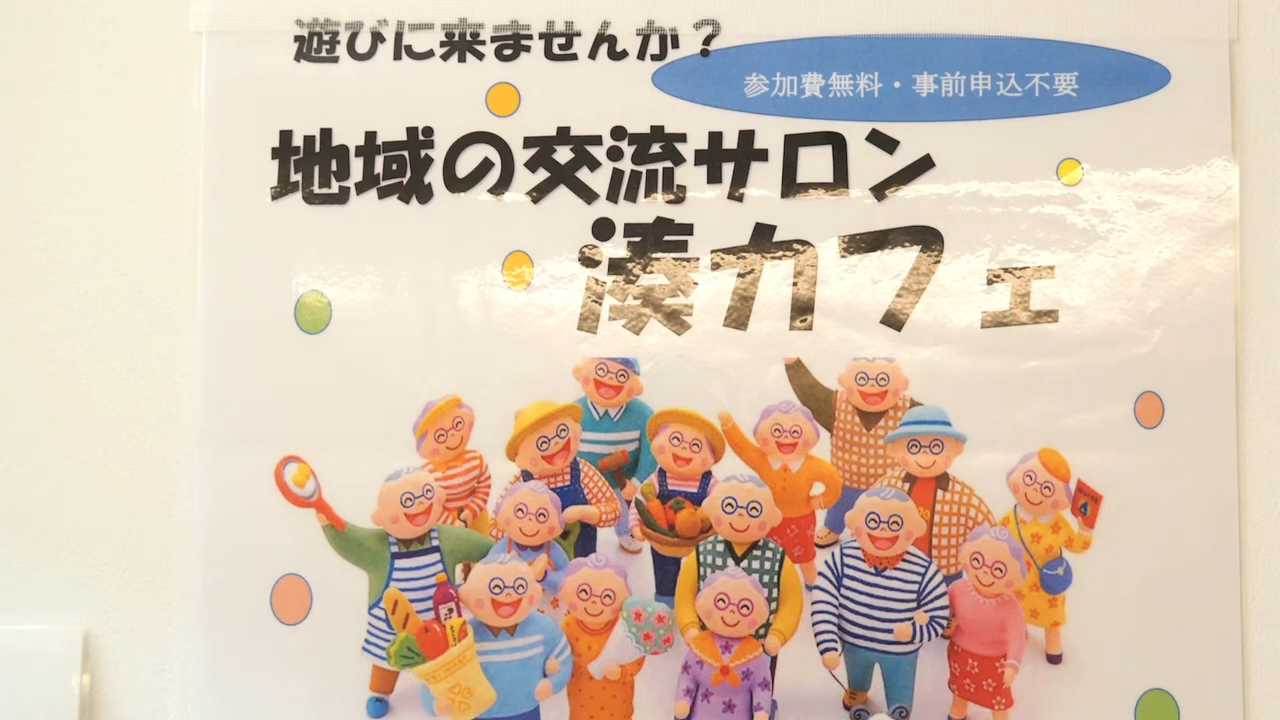 遊びに来ませんか？
参加費無料・事前申込不要
地域の交流サロン
湊カフェ